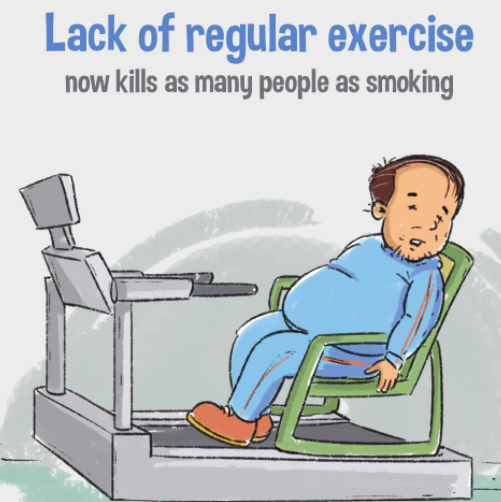 Lack of regular exercise
now kills as many people as smoking